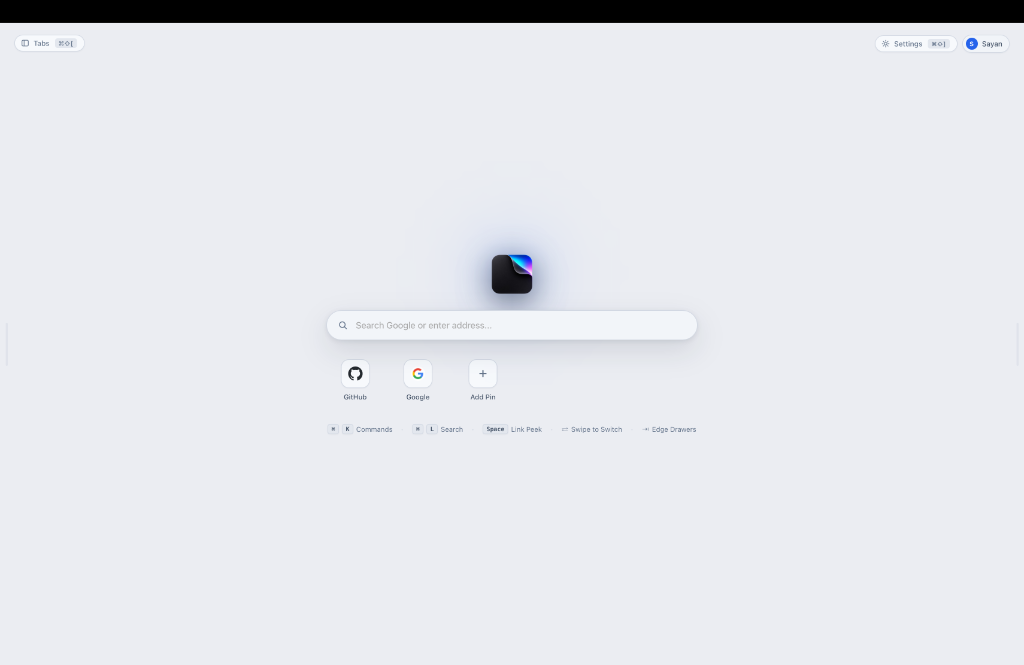 Tabs ⌘⇧[
Settings ⌘⇧]
S Sayan
Search Google or enter address...
GitHub Google Add Pin
⌘ K Commands ⌘ L Search Space Link Peek Swipe to Switch Edge Drawers